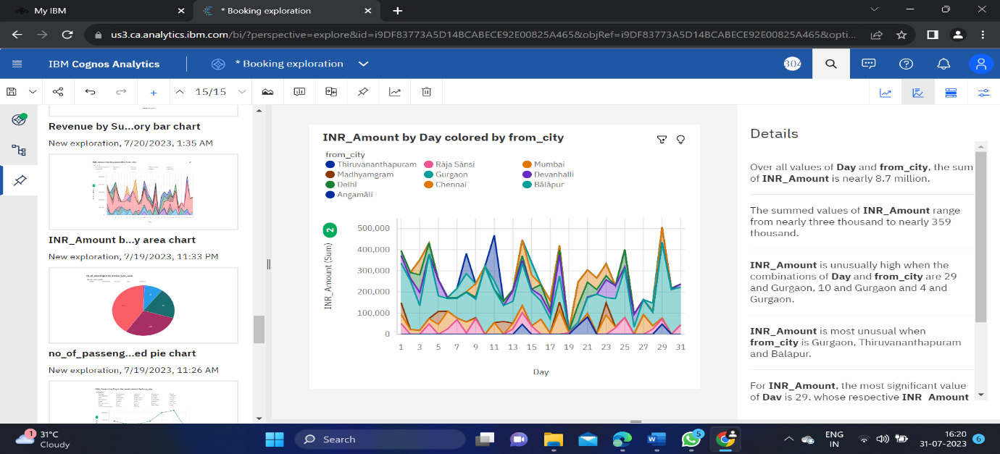 My IBM
* Booking exploration
us3.ca.analytics.ibm.com/bi/?perspective=explore&id=i9DF83773A5D14BCABECE92E00825A465&objRef=i9DF83773A5D14BCABECE92E00825A465&opti...
IBM Cognos Analytics
* Booking exploration
304
15/15
Revenue by Su...ory bar chart
New exploration, 7/20/2023, 1:35 AM
INR_Amount b...y area chart
New exploration, 7/19/2023, 11:33 PM
no_of_passeng...ed pie chart
New exploration, 7/19/2023, 11:26 AM
INR_Amount by Day colored by from_city
from_city
Thiruvananthapuram Rāja Sānsi Mumbai
Madhyamgram Gurgaon Devanhalli
Delhi Chennai Bālāpur
Angamāli
2
INR_Amount (Sum)
500,000
400,000
300,000
200,000
100,000
0
1 3 5 7 9 11 13 15 17 19 21 23 25 27 29 31
Day
Details
Over all values of Day and from_city, the sum
of INR_Amount is nearly 8.7 million.
The summed values of INR_Amount range
from nearly three thousand to nearly 359
thousand.
INR_Amount is unusually high when the
combinations of Day and from_city are 29
and Gurgaon, 10 and Gurgaon and 4 and
Gurgaon.
INR_Amount is most unusual when
from_city is Gurgaon, Thiruvananthapuram
and Bālāpur.
For INR_Amount, the most significant value
of Day is 29, whose respective INR_Amount
1
31°C
Cloudy
Search
5
ENG
IN
16:20
31-07-2023
6